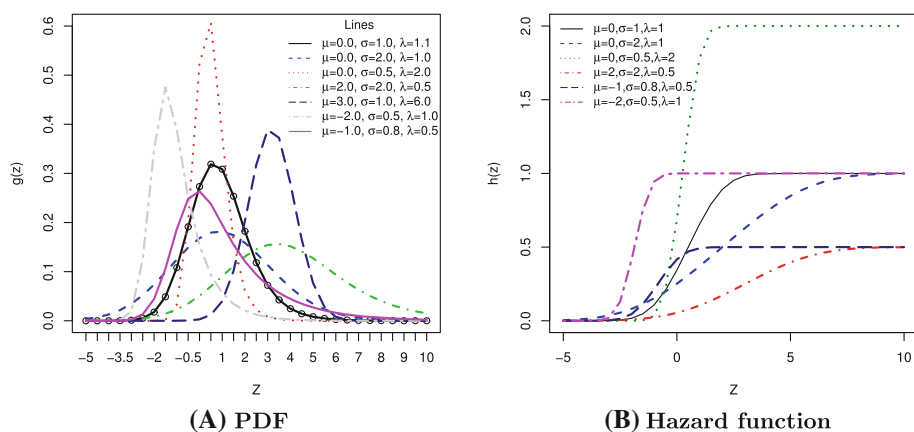 Lines
μ=0.0, σ=1.0, λ=1.1
μ=0.0, σ=2.0, λ=1.0
μ=0.0, σ=0.5, λ=2.0
μ=2.0, σ=2.0, λ=0.5
μ=3.0, σ=1.0, λ=6.0
μ=−2.0, σ=0.5, λ=1.0
μ=−1.0, σ=0.8, λ=0.5
g(z)
0.6
0.5
0.4
0.3
0.2
0.1
0.0
−5 −3.5 −2 −0.5 1 2 3 4 5 6 7 8 9 10
Z
(A) PDF
μ=0,σ=1,λ=1
μ=0,σ=2,λ=1
μ=0,σ=0.5,λ=2
μ=2,σ=2,λ=0.5
μ=−1,σ=0.8,λ=0.5
μ=−2,σ=0.5,λ=1
h(z)
2.0
1.5
1.0
0.5
0.0
−5 0 5 10
Z
(B) Hazard function